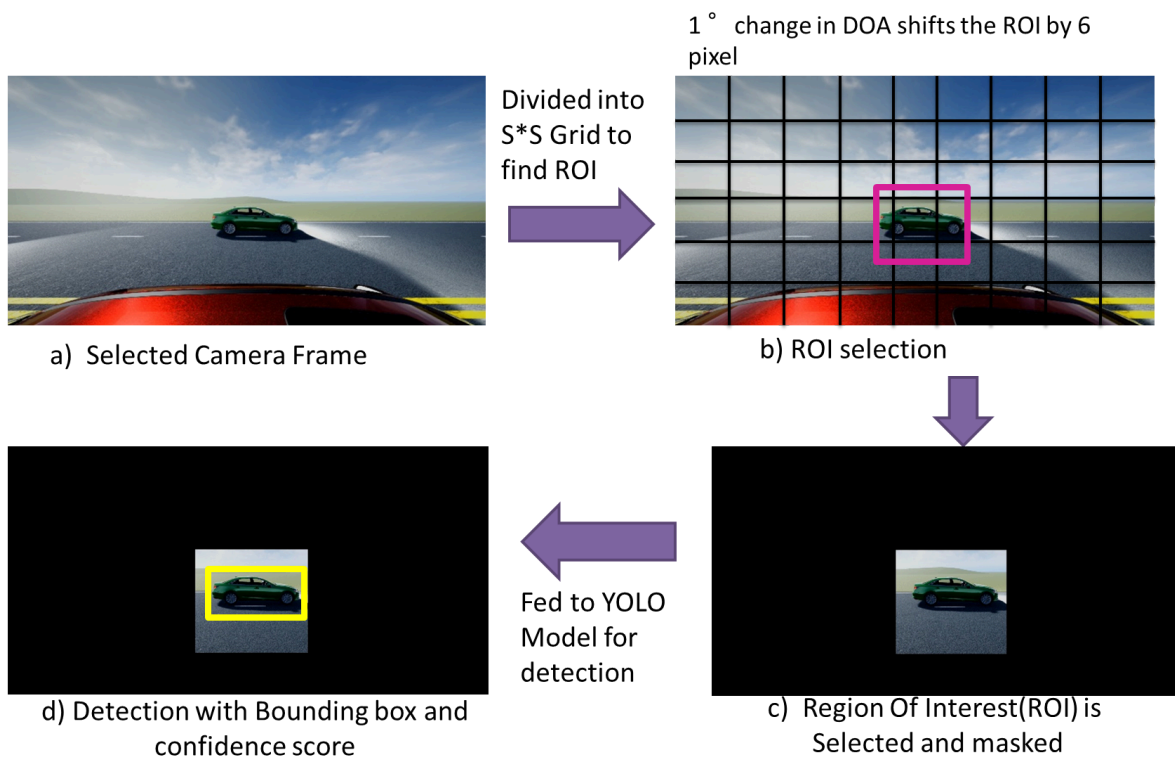 1° change in DOA shifts the ROI by 6
pixel
Divided into
S*S Grid to
find ROI
a) Selected Camera Frame
b) ROI selection
Fed to YOLO
Model for
detection
c) Region Of Interest(ROI) is
Selected and masked
d) Detection with Bounding box and
confidence score